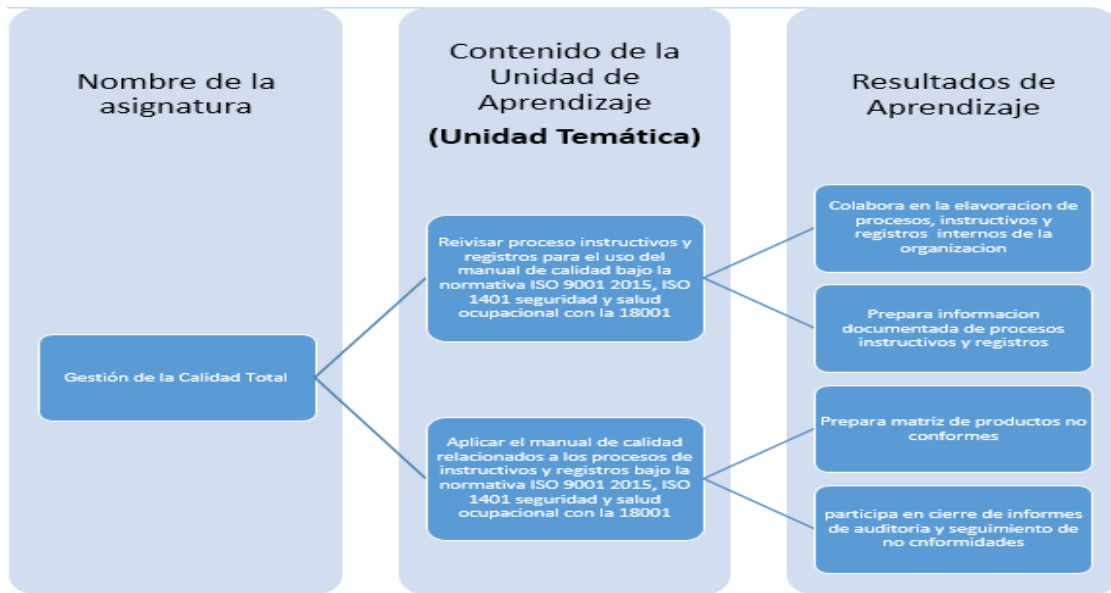 Nombre de la
asignatura
Contenido de la
Unidad de
Aprendizaje
(Unidad Temática)
Resultados de
Aprendizaje
Gestión de la Calidad Total
Reivisar proceso instructivos y
registros para el uso del
manual de calidad bajo la
normativa ISO 9001 2015, ISO
1401 seguridad y salud
ocupacional con la 18001
Aplicar el manual de calidad
relacionados a los procesos de
instructivos y registros bajo la
normativa ISO 9001 2015, ISO
1401 seguridad y salud
ocupacional con la 18001
Colabora en la elavoracion de
procesos, instructivos y
registros internos de la
organizacion
Prepara informacion
documentada de procesos
instructivos y registros
Prepara matriz de productos no
conformes
participa en cierre de informes
de auditoria y seguimiento de
no cnformidades